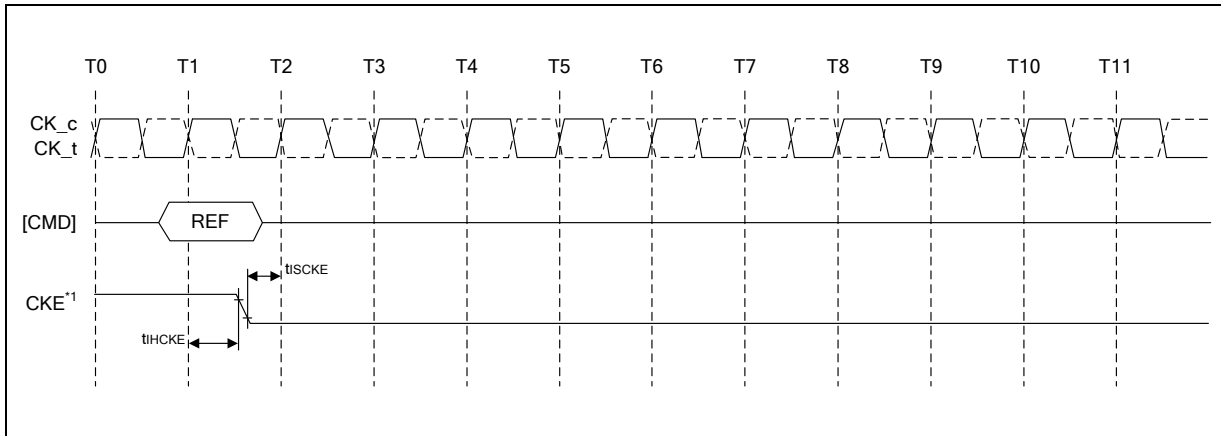 T0 T1 T2 T3 T4 T5 T6 T7 T8 T9 T10 T11
CK_c
CK_t
[CMD] REF
tISCKE
CKE*1
tIHCKE